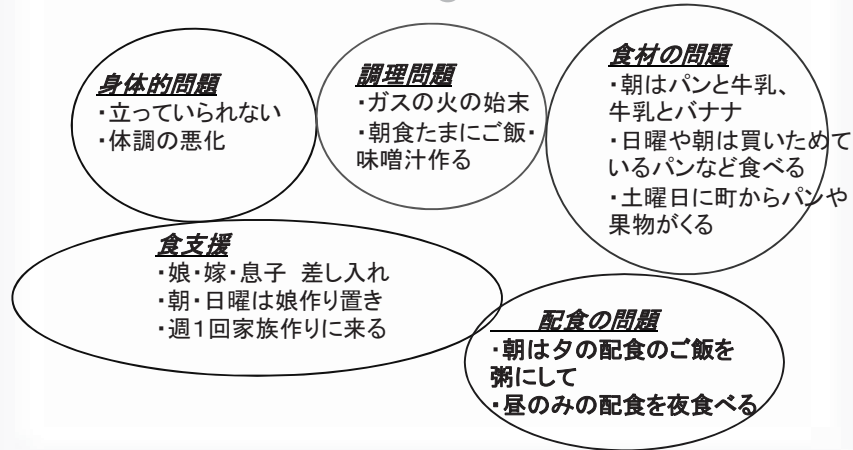 身体的問題
・立っていられない
・体調の悪化
調理問題
・ガスの火の始末
・朝食たまにご飯・
味噌汁作る
食材の問題
・朝はパンと牛乳、
牛乳とバナナ
・日曜や朝は買いためて
いるパンなど食べる
・土曜日に町からパンや
果物がくる
食支援
・娘・嫁・息子 差し入れ
・朝・日曜は娘作り置き
・週1回家族作りに来る
配食の問題
・朝は夕の配食のご飯を
粥にして
・昼のみの配食を夜食べる